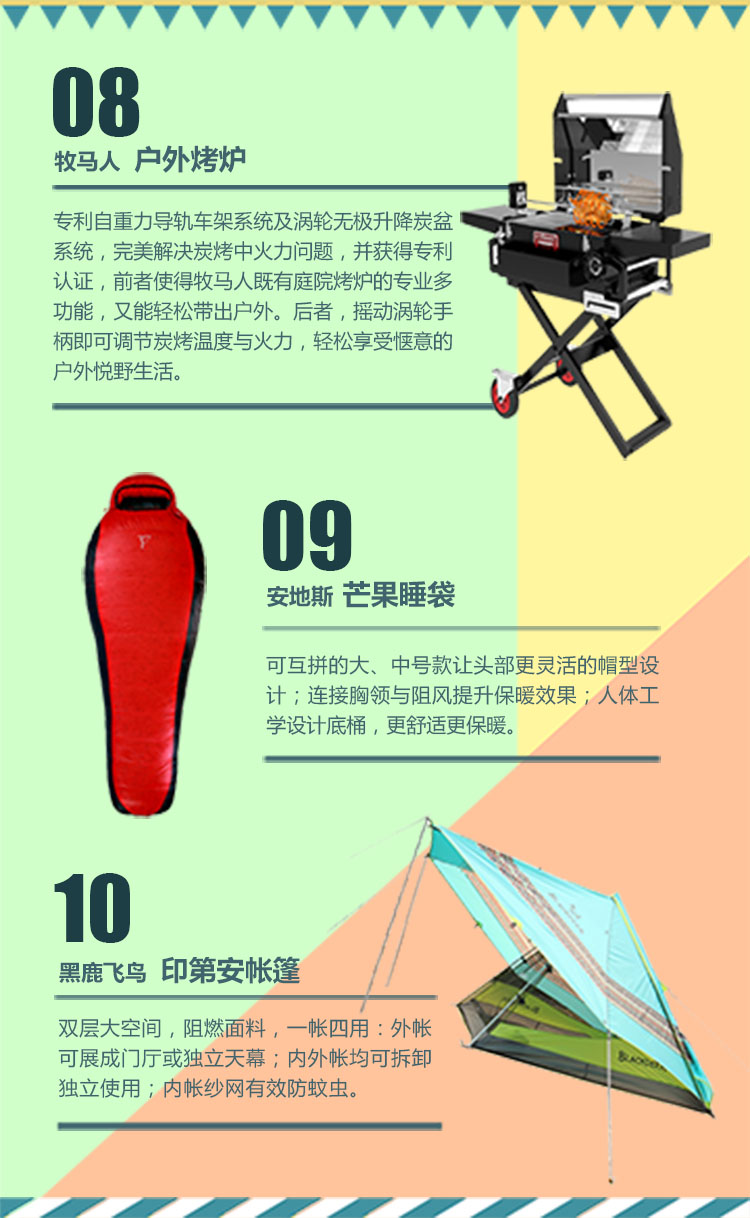 08
牧马人 户外烤炉
专利自重力导轨车架系统及涡轮无极升降炭盆
系统，完美解决炭烤中火力问题，并获得专利
认证，前者使得牧马人既有庭院烤炉的专业多
功能，又能轻松带出户外。后者，摇动涡轮手
柄即可调节炭烤温度与火力，轻松享受惬意的
户外悦野生活。
09
安地斯 芒果睡袋
可互拼的大、中号款让头部更灵活的帽型设
计；连接胸领与阻风提升保暖效果；人体工
学设计底桶，更舒适更保暖。
10
黑鹿飞鸟 印第安帐篷
双层大空间，阻燃面料，一帐四用：外帐
可展成门厅或独立天幕；内外帐均可拆卸
独立使用；内帐纱网有效防蚊虫。